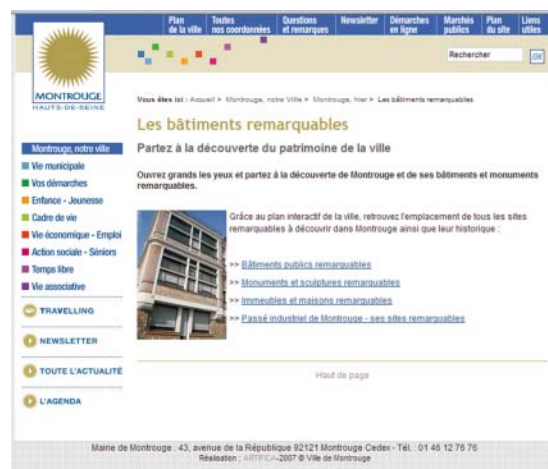 Plan de la ville
Toutes nos coordonnées
Questions et remarques
Newsletter
Démarches en ligne
Marchés publics
Plan du site
Liens utiles
Rechercher
OK
MONTROUGE
HAUTS-DE-SEINE
Vous êtes ici : Accueil > Montrouge, notre Ville > Montrouge, hier > Les bâtiments remarquables
Les bâtiments remarquables
Montrouge, notre ville
Vie municipale
Vos démarches
Enfance - Jeunesse
Cadre de vie
Vie économique - Emploi
Action sociale - Séniors
Temps libre
Vie associative
TRAVELLING
NEWSLETTER
TOUTE L'ACTUALITÉ
L'AGENDA
Partez à la découverte du patrimoine de la ville
Ouvrez grands les yeux et partez à la découverte de Montrouge et de ses bâtiments et monuments
remarquables.
Grâce au plan interactif de la ville, retrouvez l'emplacement de tous les sites
remarquables à découvrir dans Montrouge ainsi que leur historique :
>> Bâtiments publics remarquables
>> Monuments et sculptures remarquables
>> Immeubles et maisons remarquables
>> Passé industriel de Montrouge - ses sites remarquables
Haut de page
Mairie de Montrouge : 43, avenue de la République 92121 Montrouge Cedex - Tél. : 01 46 12 76 76
Réalisation : ARTIFICA-2007 © Ville de Montrouge